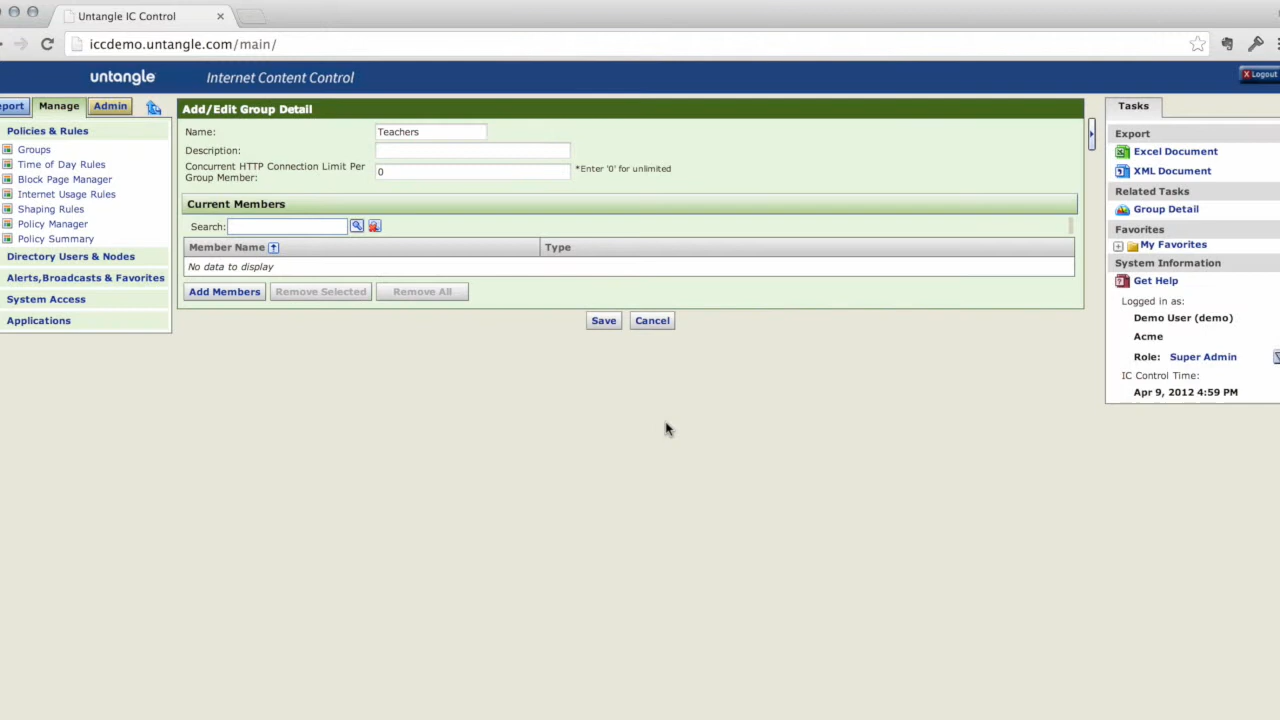 Untangle IC Control
iccdemo.untangle.com/main/
untangle Internet Content Control
X Logout
Manage
Admin
Policies & Rules
Groups
Time of Day Rules
Block Page Manager
Internet Usage Rules
Shaping Rules
Policy Manager
Policy Summary
Directory Users & Nodes
Alerts,Broadcasts & Favorites
System Access
Applications
Add/Edit Group Detail
Name: Teachers
Description:
Concurrent HTTP Connection Limit Per
Group Member: 0 *Enter '0' for unlimited
Current Members
Search:
Member Name Type
No data to display
Add Members Remove Selected Remove All
Save Cancel
Tasks
Export
Excel Document
XML Document
Related Tasks
Group Detail
Favorites
My Favorites
System Information
Get Help
Logged in as:
Demo User (demo)
Acme
Role: Super Admin
IC Control Time:
Apr 9, 2012 4:59 PM